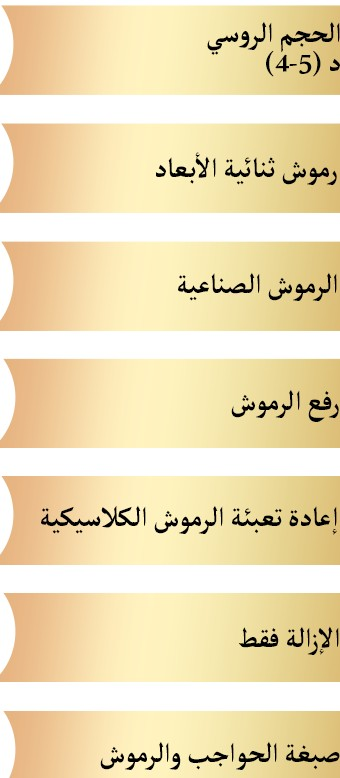 الحجم الروسي
د (5-4)
رموش ثنائية الأبعاد
الرموش الصناعية
رفع الرموش
إعادة تعبئة الرموش الكلاسيكية
الإزالة فقط
صبغة الحواجب والرموش